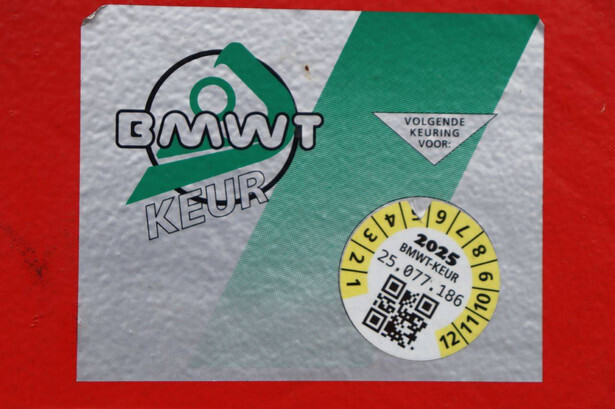 BMWT
KEUR
VOLGENDE
KEURING
VOOR:
1 2 3 4 5 6 7 8 9 10 11 12
2025
BMWT-KEUR
25.077.186